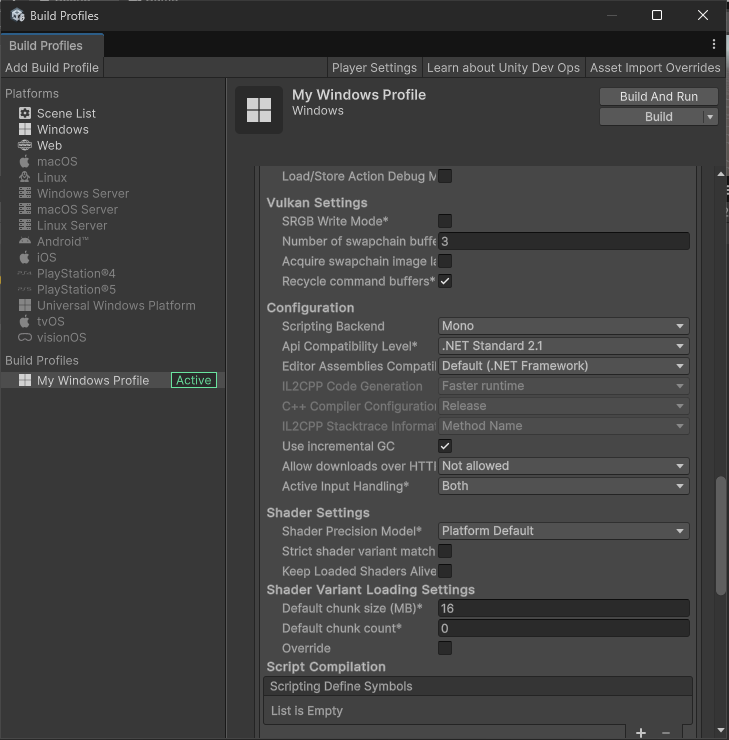 Build Profiles
Build Profiles
Add Build Profile
Player Settings
Learn about Unity Dev Ops
Asset Import Overrides
Platforms
Scene List
Windows
Web
macOS
Linux
Windows Server
macOS Server
Linux Server
Android™
iOS
PlayStation®4
PlayStation®5
Universal Windows Platform
tvOS
visionOS
Build Profiles
My Windows Profile Active
My Windows Profile
Windows
Build And Run
Build
Load/Store Action Debug M
Vulkan Settings
SRGB Write Mode*
Number of swapchain buffe 3
Acquire swapchain image la
Recycle command buffers*
Configuration
Scripting Backend Mono
Api Compatibility Level* .NET Standard 2.1
Editor Assemblies Compati Default (.NET Framework)
IL2CPP Code Generation Faster runtime
C++ Compiler Configuration Release
IL2CPP Stacktrace Informat Method Name
Use incremental GC
Allow downloads over HTT Not allowed
Active Input Handling* Both
Shader Settings
Shader Precision Model* Platform Default
Strict shader variant match
Keep Loaded Shaders Alive
Shader Variant Loading Settings
Default chunk size (MB)* 16
Default chunk count* 0
Override
Script Compilation
Scripting Define Symbols
List is Empty